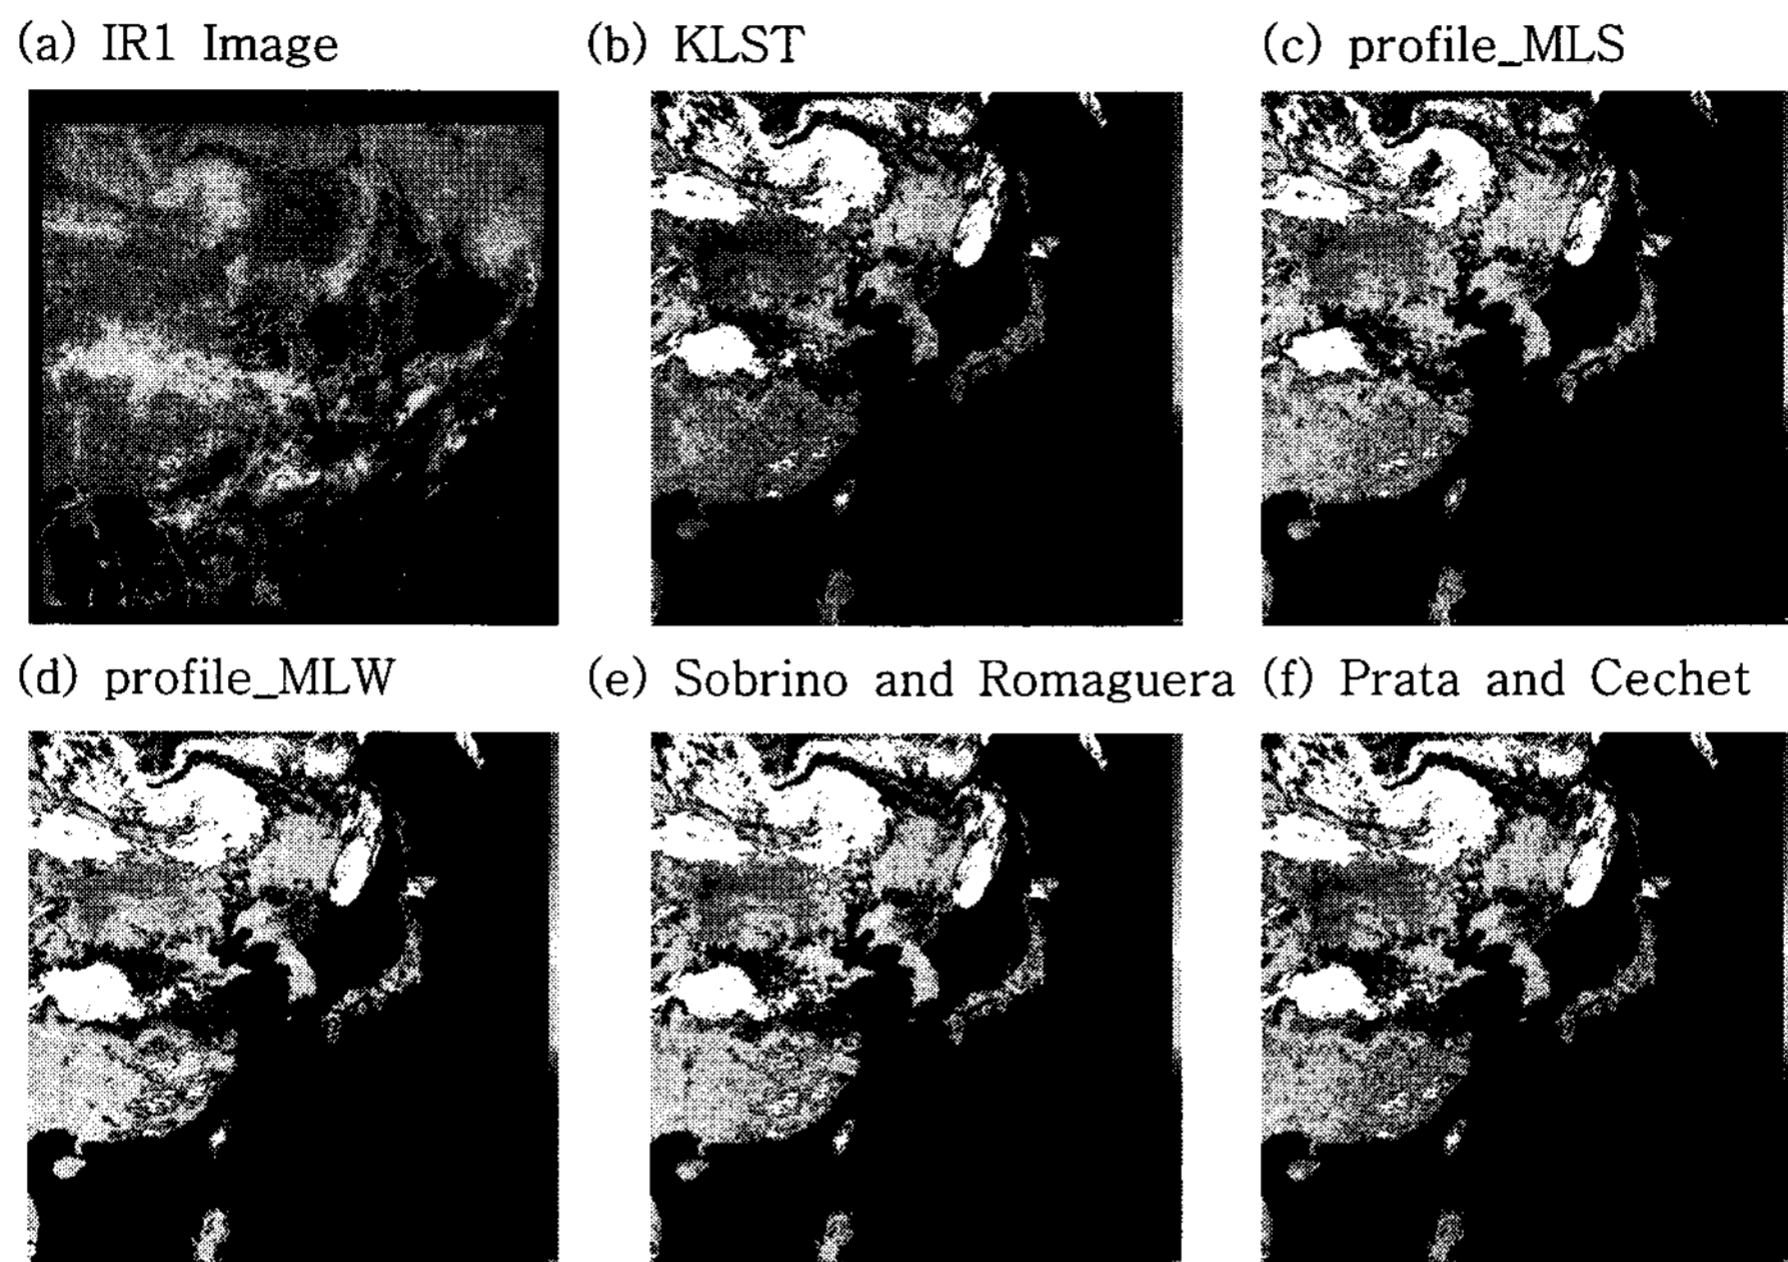 (a) IR1 Image
(b) KLST
(c) profile_MLS
(d) profile_MLW
(e) Sobrino and Romaguera
(f) Prata and Cechet